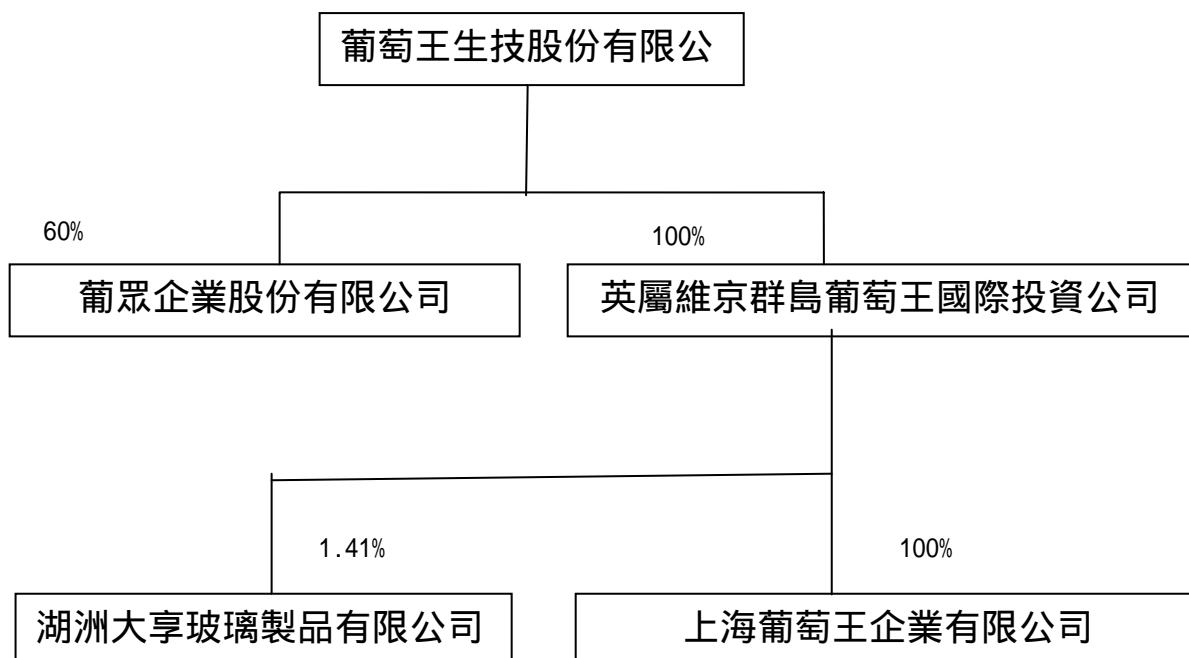 葡萄王生技股份有限公
60%
100%
葡眾企業股份有限公司
英屬維京群島葡萄王國際投資公司
1.41%
100%
湖洲大享玻璃製品有限公司
上海葡萄王企業有限公司